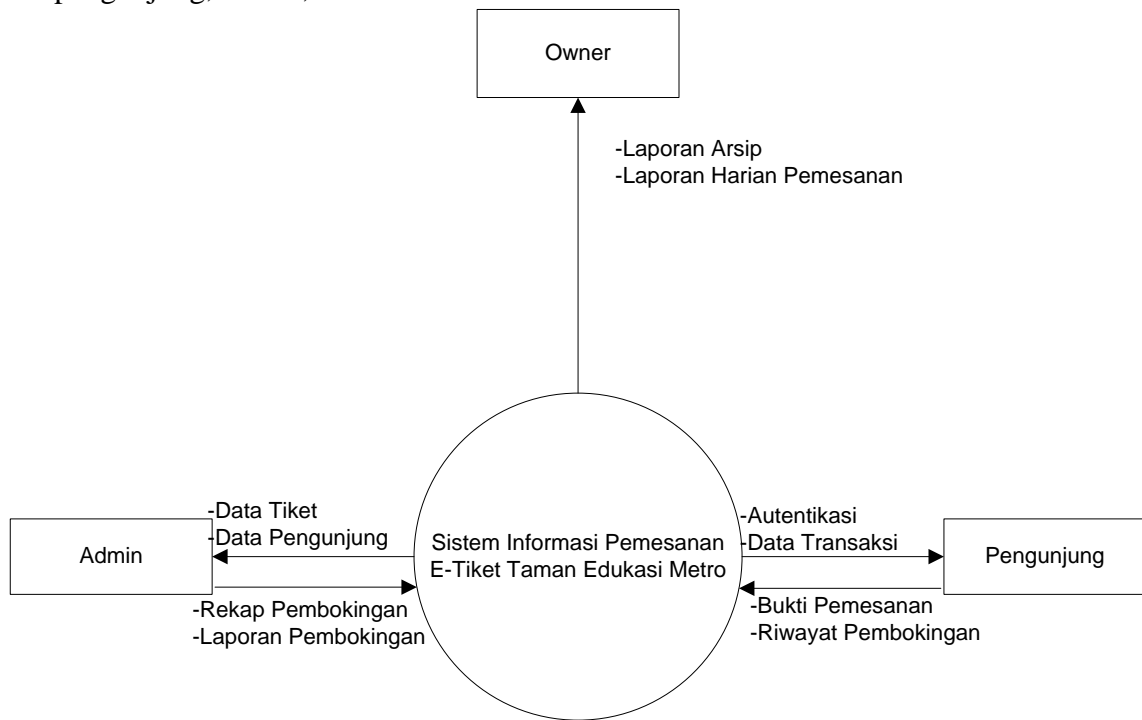 Owner
-Laporan Arsip
-Laporan Harian Pemesanan
-Data Tiket
-Data Pengunjung
Admin
-Rekap Pembokingan
-Laporan Pembokingan
Sistem Informasi Pemesanan
E-Tiket Taman Edukasi Metro
-Autentikasi
-Data Transaksi
Pengunjung
-Bukti Pemesanan
-Riwayat Pembokingan